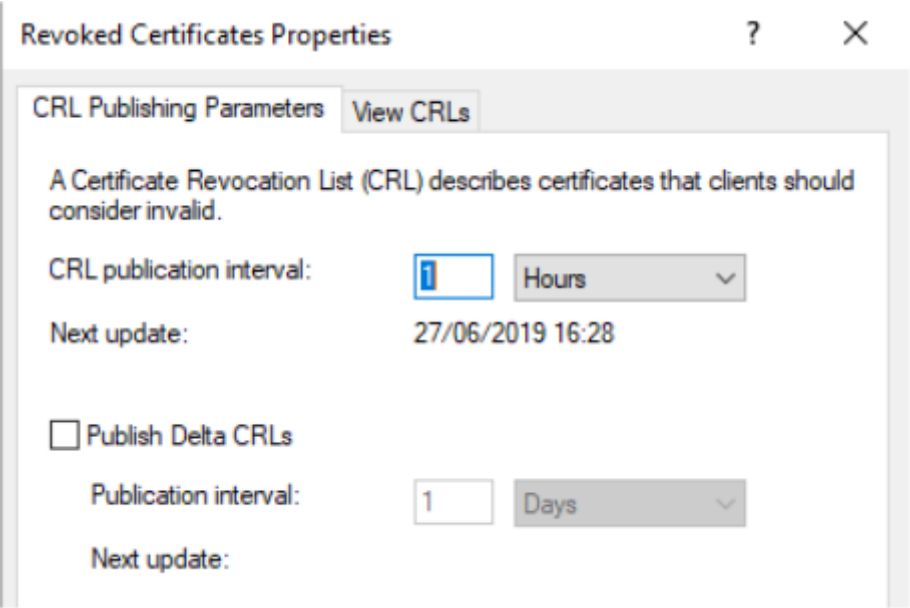 Revoked Certificates Properties ? ×
CRL Publishing Parameters View CRLs
A Certificate Revocation List (CRL) describes certificates that clients should
consider invalid.
CRL publication interval: 1 Hours
Next update: 27/06/2019 16:28
Publish Delta CRLs
Publication interval: 1 Days
Next update: